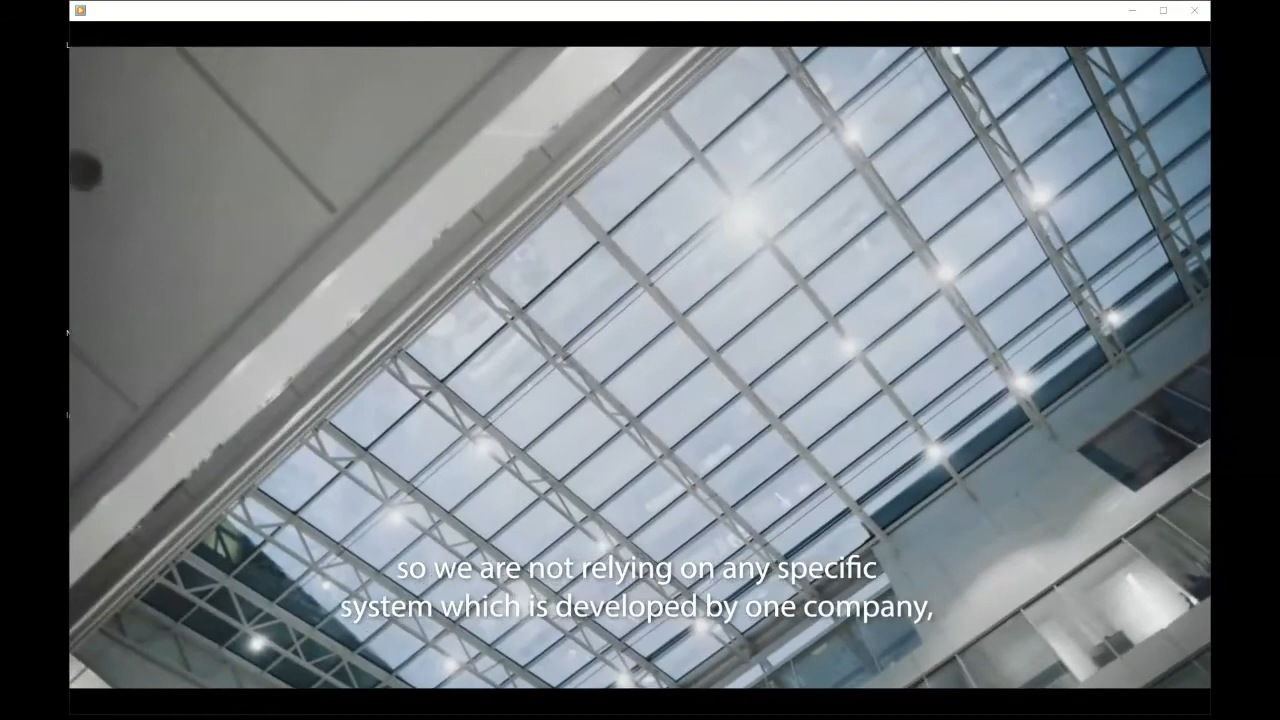 so we are not relying on any specific
system which is developed by one company,